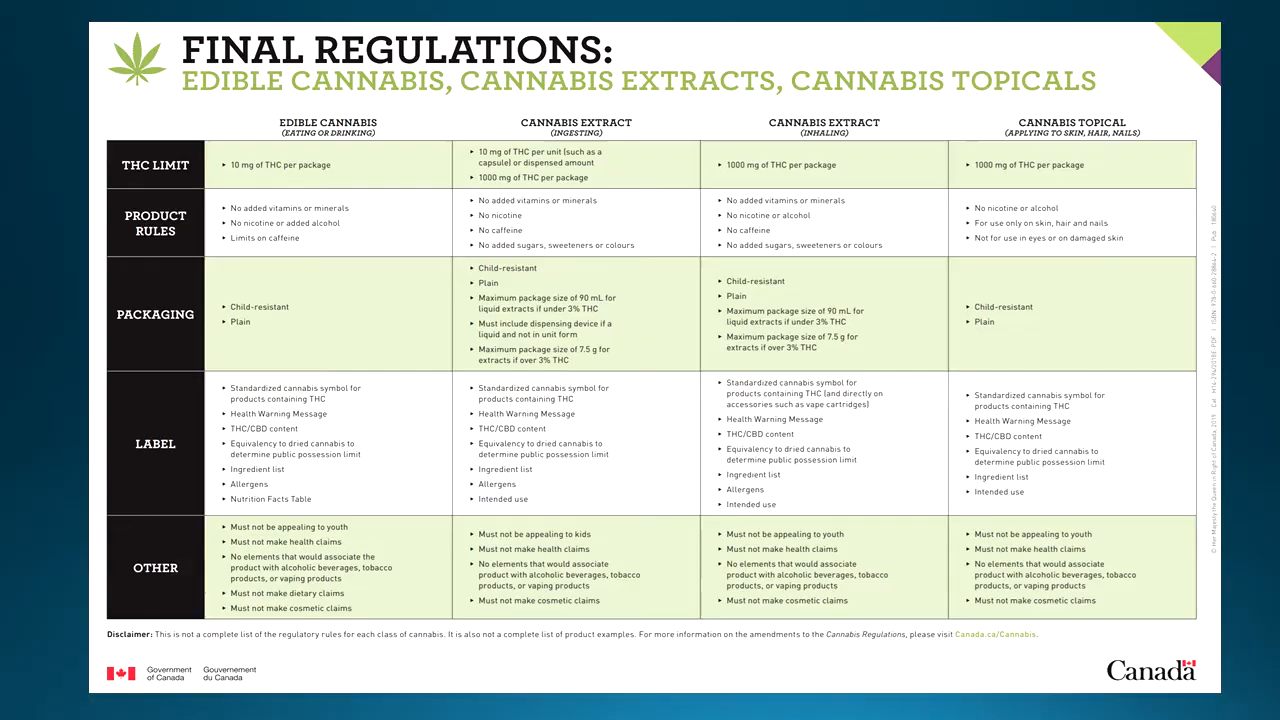 FINAL REGULATIONS:
EDIBLE CANNABIS, CANNABIS EXTRACTS, CANNABIS TOPICALS
EDIBLE CANNABIS
(EATING OR DRINKING)
CANNABIS EXTRACT
(INGESTING)
CANNABIS EXTRACT
(INHALING)
CANNABIS TOPICAL
(APPLYING TO SKIN, HAIR, NAILS)
THC LIMIT
10 mg of THC per package
10 mg of THC per unit (such as a
capsule) or dispensed amount
1000 mg of THC per package
1000 mg of THC per package
1000 mg of THC per package
PRODUCT
RULES
No added vitamins or minerals
No nicotine or added alcohol
Limits on caffeine
No added vitamins or minerals
No nicotine
No caffeine
No added sugars, sweeteners or colours
No added vitamins or minerals
No nicotine or alcohol
No caffeine
No added sugars, sweeteners or colours
No nicotine or alcohol
For use only on skin, hair and nails
Not for use in eyes or on damaged skin
PACKAGING
Child-resistant
Plain
Child-resistant
Plain
Maximum package size of 90 mL for
liquid extracts if under 3% THC
Must include dispensing device if a
liquid and not in unit form
Maximum package size of 7.5 g for
extracts if over 3% THC
Child-resistant
Plain
Maximum package size of 90 mL for
liquid extracts if under 3% THC
Maximum package size of 7.5 g for
extracts if over 3% THC
Child-resistant
Plain
LABEL
Standardized cannabis symbol for
products containing THC
Health Warning Message
THC/CBD content
Equivalency to dried cannabis to
determine public possession limit
Ingredient list
Allergens
Nutrition Facts Table
Standardized cannabis symbol for
products containing THC
Health Warning Message
THC/CBD content
Equivalency to dried cannabis to
determine public possession limit
Ingredient list
Allergens
Intended use
Standardized cannabis symbol for
products containing THC (and directly on
accessories such as vape cartridges)
Health Warning Message
THC/CBD content
Equivalency to dried cannabis to
determine public possession limit
Ingredient list
Allergens
Intended use
Standardized cannabis symbol for
products containing THC
Health Warning Message
THC/CBD content
Equivalency to dried cannabis to
determine public possession limit
Ingredient list
Intended use
OTHER
Must not be appealing to youth
Must not make health claims
No elements that would associate the
product with alcoholic beverages, tobacco
products, or vaping products
Must not make dietary claims
Must not make cosmetic claims
Must not be appealing to kids
Must not make health claims
No elements that would associate
product with alcoholic beverages, tobacco
products, or vaping products
Must not make cosmetic claims
Must not be appealing to youth
Must not make health claims
No elements that would associate
product with alcoholic beverages, tobacco
products, or vaping products
Must not make cosmetic claims
Must not be appealing to youth
Must not make health claims
No elements that would associate
product with alcoholic beverages, tobacco
products, or vaping products
Must not make cosmetic claims
Disclaimer: This is not a complete list of the regulatory rules for each class of cannabis. It is also not a complete list of product examples. For more information on the amendments to the Cannabis Regulations, please visit Canada.ca/Cannabis.
© Her Majesty the Queen in Right of Canada, 2019
Government
of Canada
Gouvernement
du Canada
Canada